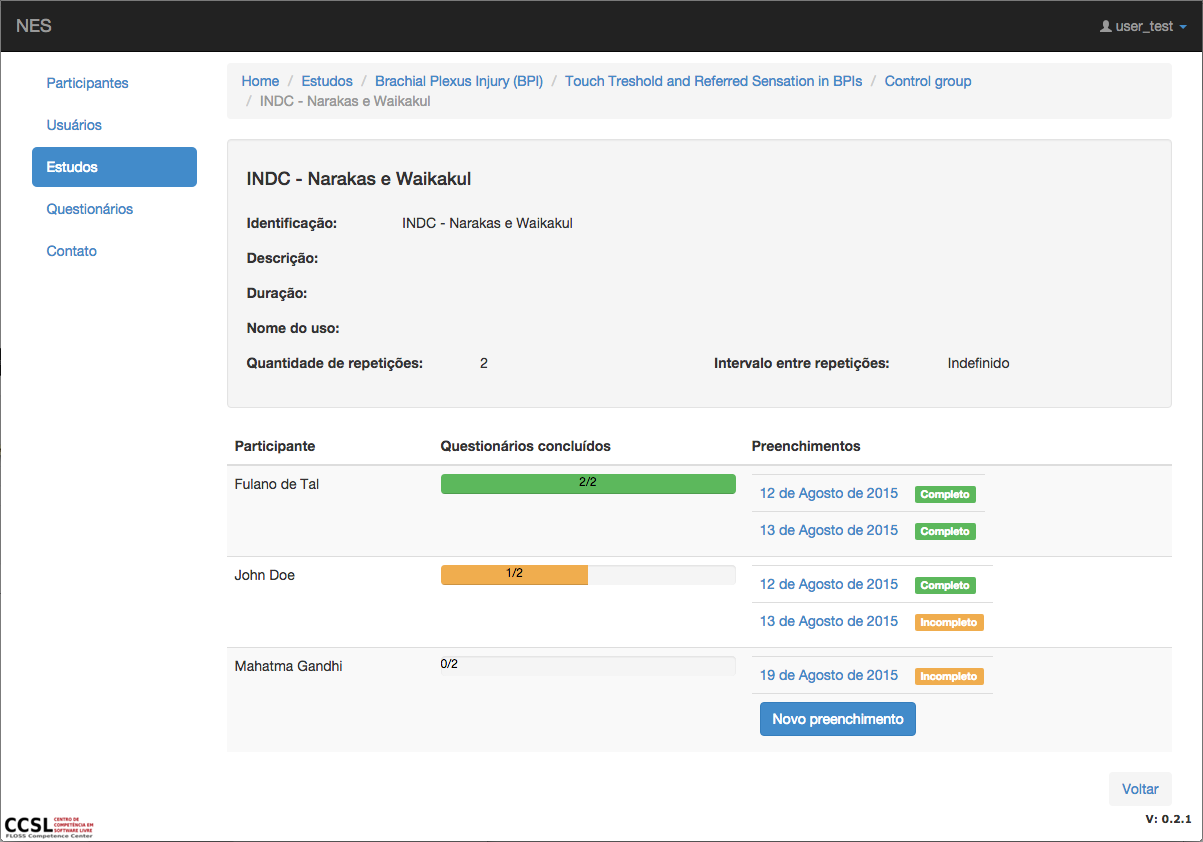 NES
user_test
Participantes
Usuários
Estudos
Questionários
Contato
Home / Estudos / Brachial Plexus Injury (BPI) / Touch Treshold and Referred Sensation in BPIs / Control group
/ INDC - Narakas e Waikakul
INDC - Narakas e Waikakul
Identificação: INDC - Narakas e Waikakul
Descrição:
Duração:
Nome do uso:
Quantidade de repetições: 2 Intervalo entre repetições: Indefinido
Participante Questionários concluídos Preenchimentos
Fulano de Tal 2/2
12 de Agosto de 2015 Completo
13 de Agosto de 2015 Completo
John Doe 1/2
12 de Agosto de 2015 Completo
13 de Agosto de 2015 Incompleto
Mahatma Gandhi 0/2
19 de Agosto de 2015 Incompleto
Novo preenchimento
Voltar
CCSL
CENTRO DE
COMPETÊNCIA EM
SOFTWARE LIVRE
FLOSS Competence Center
V: 0.2.1